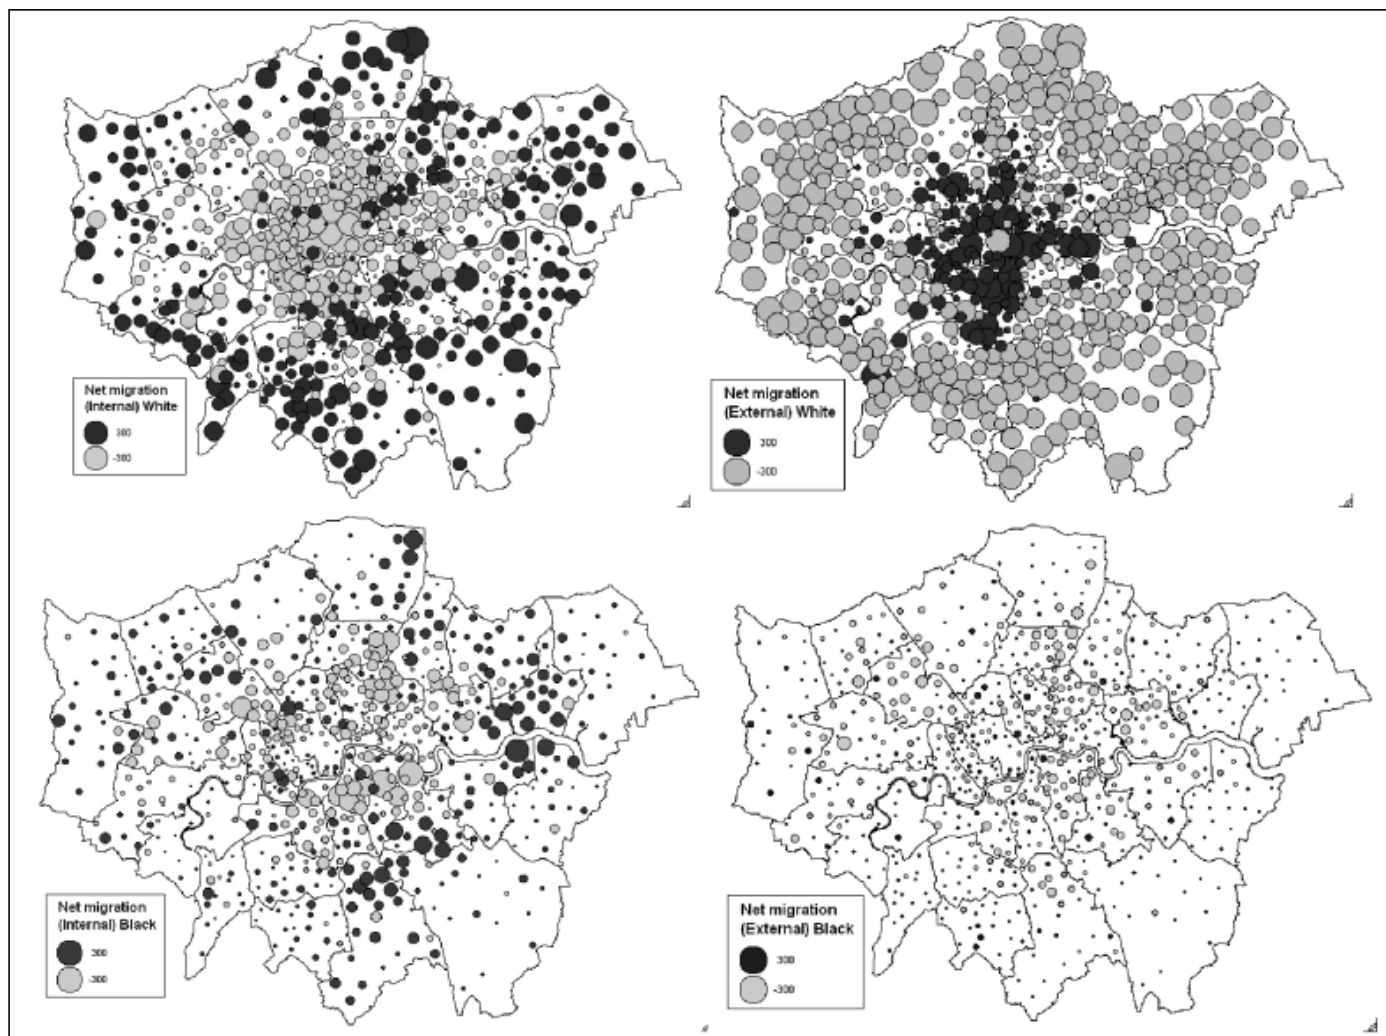 Net migration
(Internal) White
300
-300
Net migration
(External) White
300
-300
Net migration
(Internal) Black
300
-300
Net migration
(External) Black
300
-300